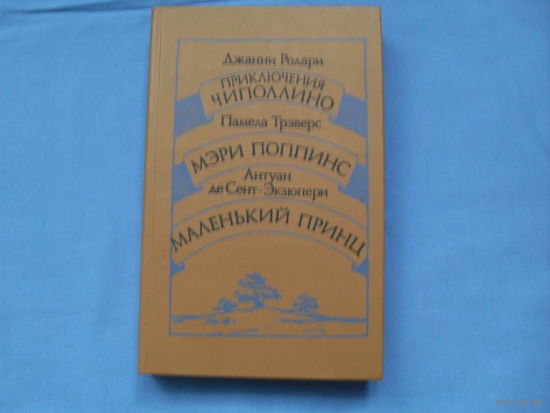 Джанни Родари
ПРИКЛЮЧЕНИЯ
ЧИПОЛЛИНО
Памела Трэверс
МЭРИ ПОППИНС
Антуан
де Сент-Экзюпери
МАЛЕНЬКИЙ ПРИНЦ